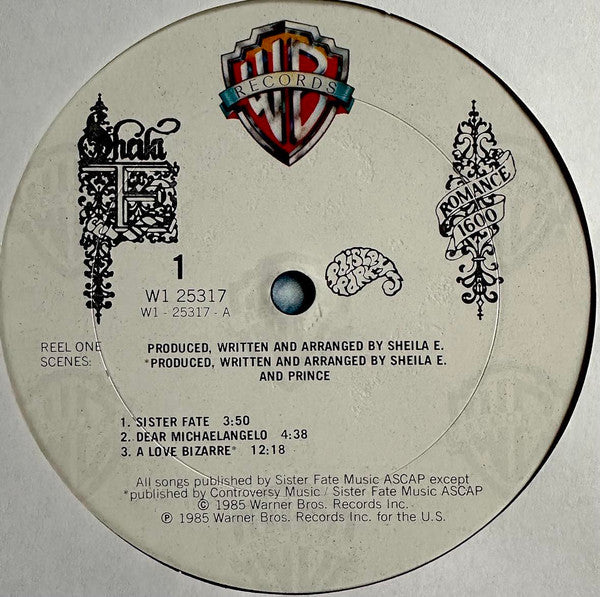 WB
RECORDS
Sheila
E
ROMANCE
1600
1
PAISLEY
PARK
W1 25317
W1 - 25317 - A
REEL ONE
SCENES:
PRODUCED, WRITTEN AND ARRANGED BY SHEILA E.
*PRODUCED, WRITTEN AND ARRANGED BY SHEILA E.
AND PRINCE
1. SISTER FATE 3:50
2. DEAR MICHAELANGELO 4:38
3. A LOVE BIZARRE* 12:18
All songs published by Sister Fate Music ASCAP except
*published by Controversy Music / Sister Fate Music ASCAP
© 1985 Warner Bros. Records Inc.
℗ 1985 Warner Bros. Records Inc. for the U.S.